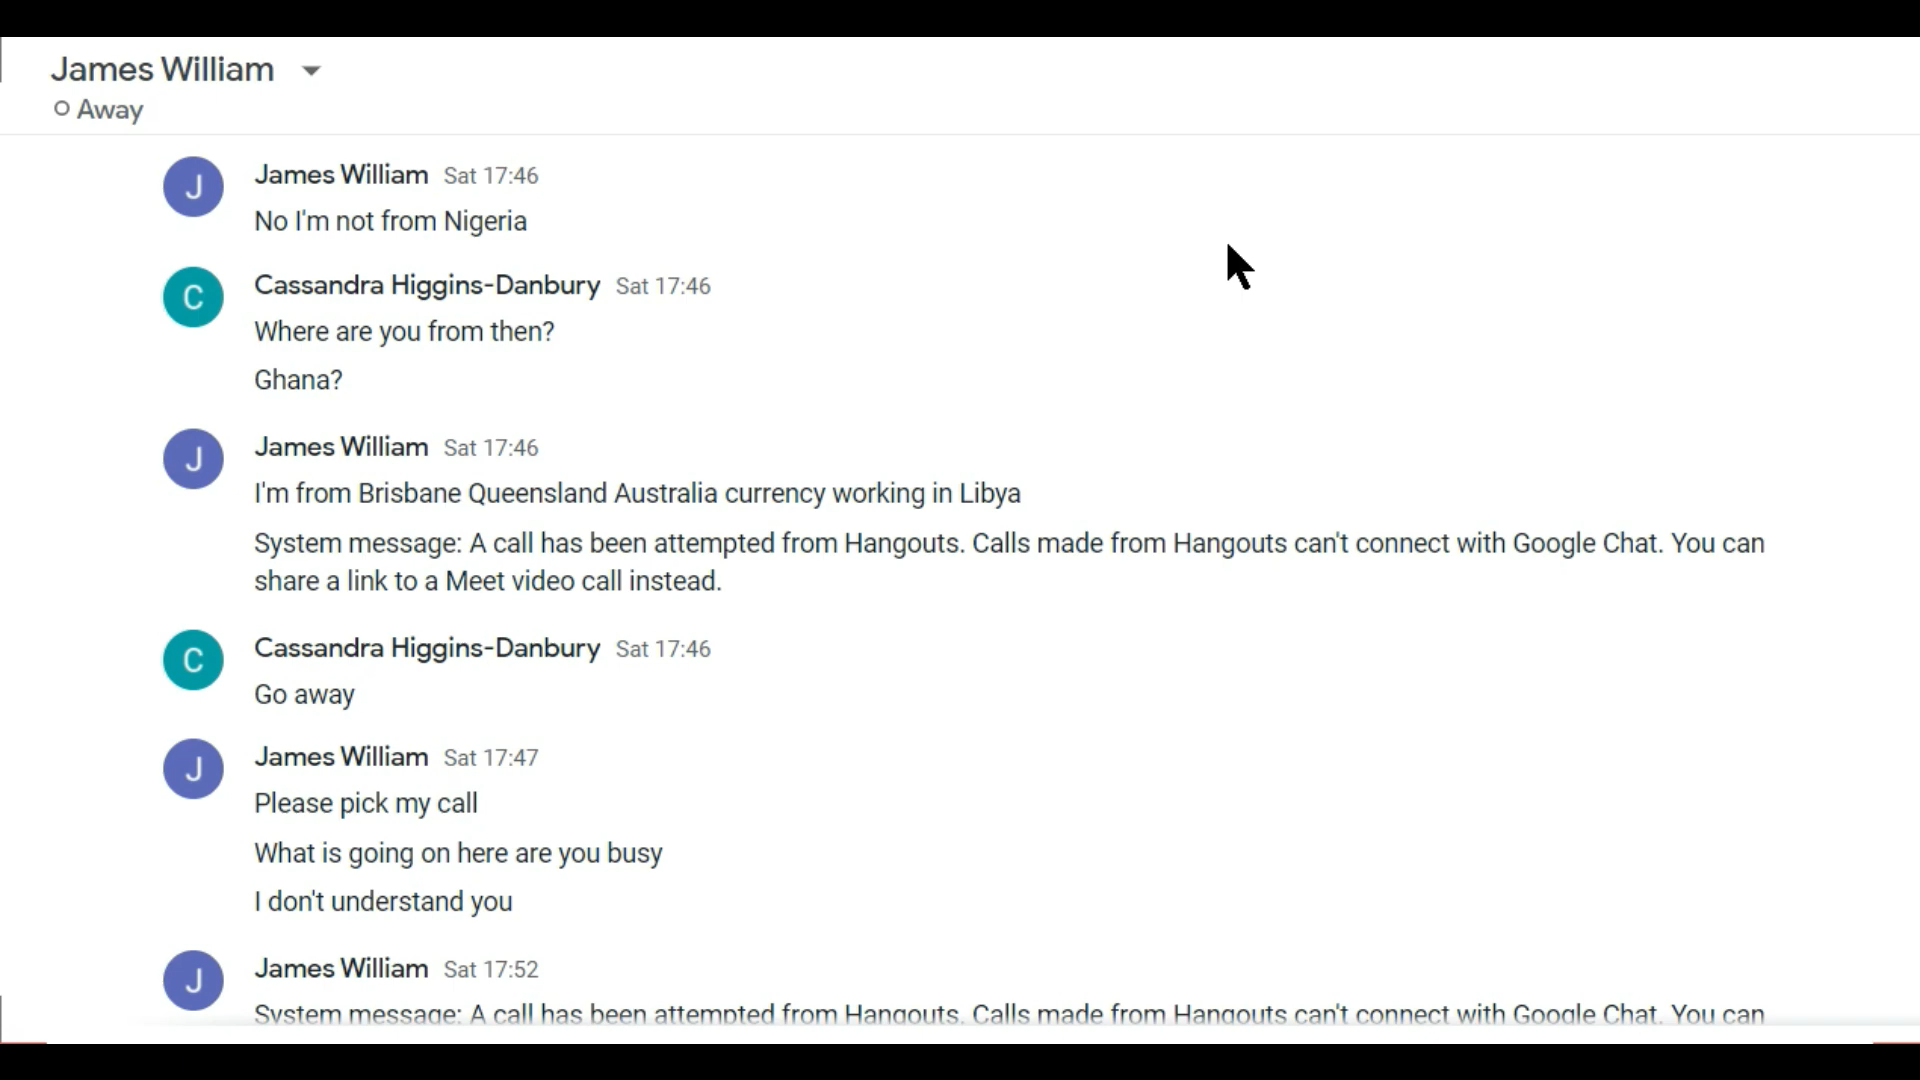 James William
Away
J
James William Sat 17:46
No I'm not from Nigeria
C
Cassandra Higgins-Danbury Sat 17:46
Where are you from then?
Ghana?
J
James William Sat 17:46
I'm from Brisbane Queensland Australia currency working in Libya
System message: A call has been attempted from Hangouts. Calls made from Hangouts can't connect with Google Chat. You can
share a link to a Meet video call instead.
C
Cassandra Higgins-Danbury Sat 17:46
Go away
J
James William Sat 17:47
Please pick my call
What is going on here are you busy
I don't understand you
J
James William Sat 17:52
System message: A call has been attempted from Hangouts. Calls made from Hangouts can't connect with Google Chat. You can